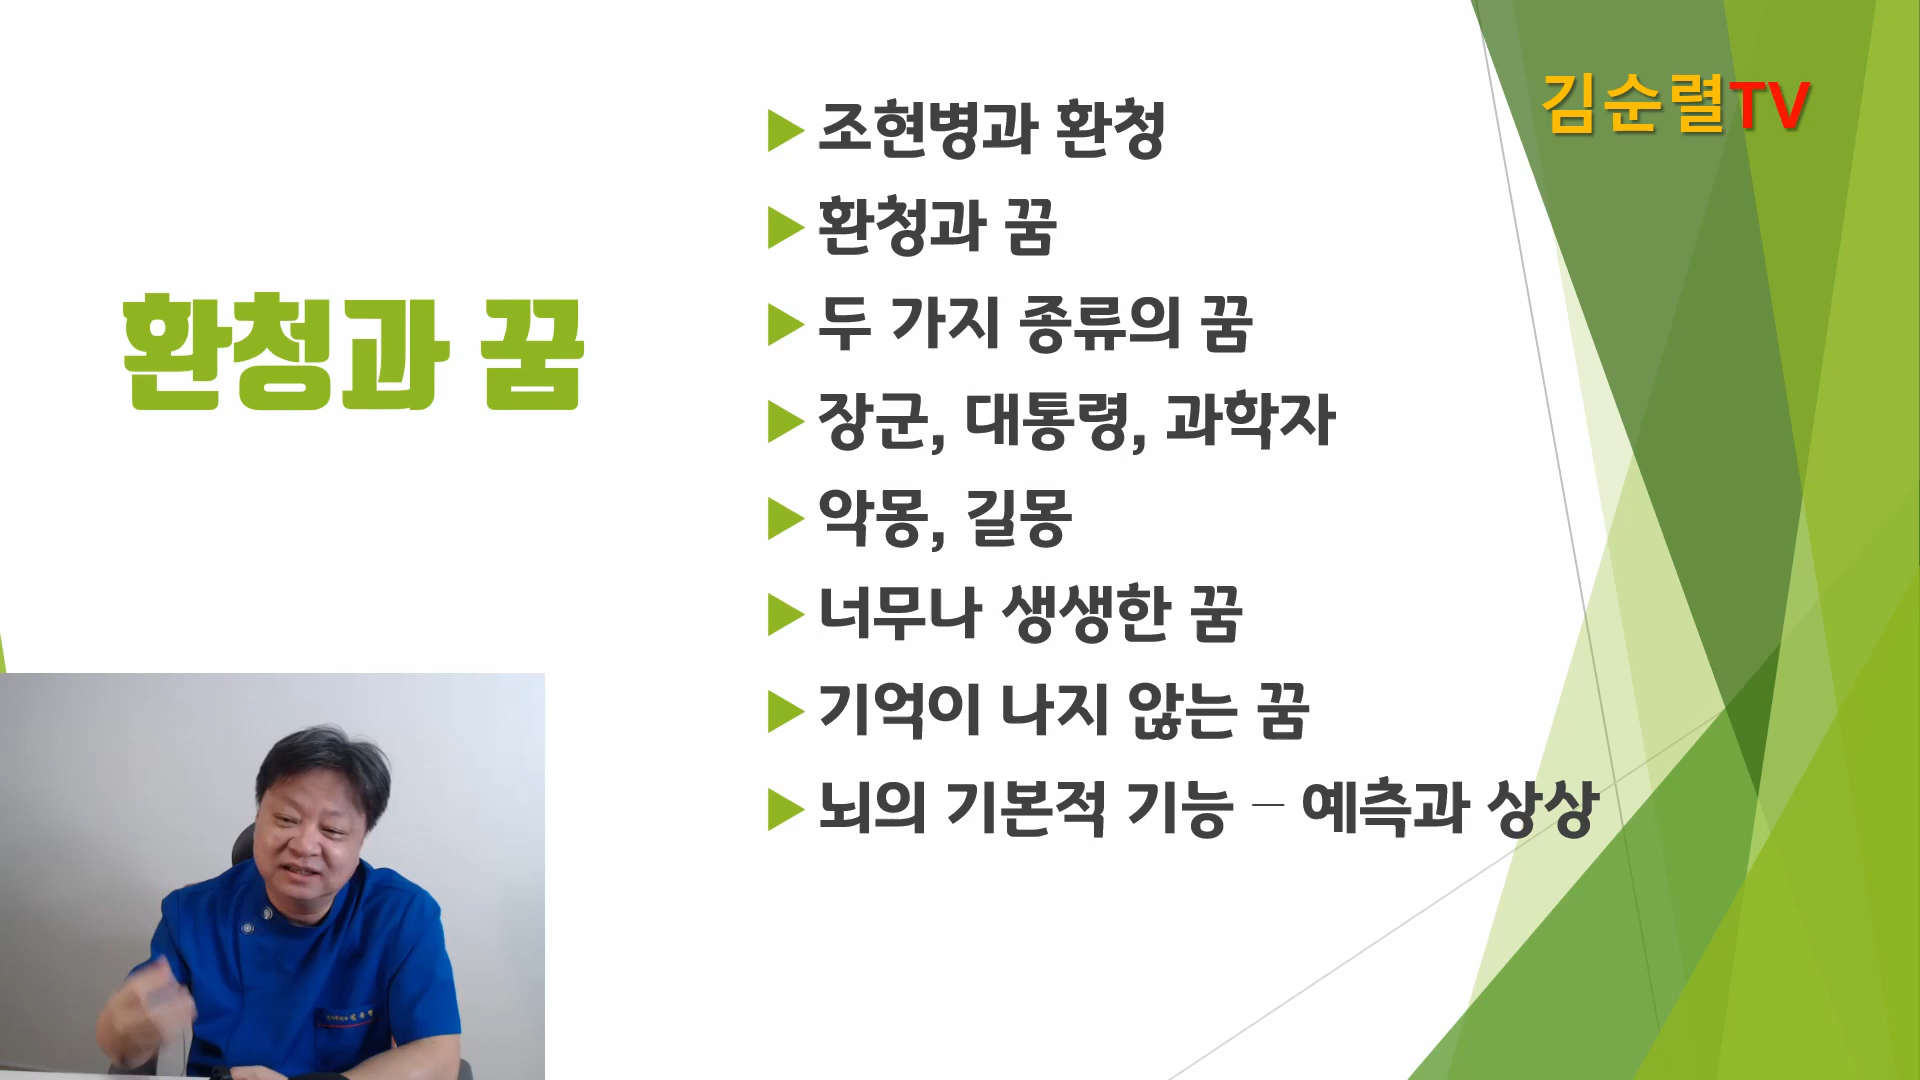 김순렬TV
환청과 꿈
조현병과 환청
환청과 꿈
두 가지 종류의 꿈
장군, 대통령, 과학자
악몽, 길몽
너무나 생생한 꿈
기억이 나지 않는 꿈
뇌의 기본적 기능 – 예측과 상상